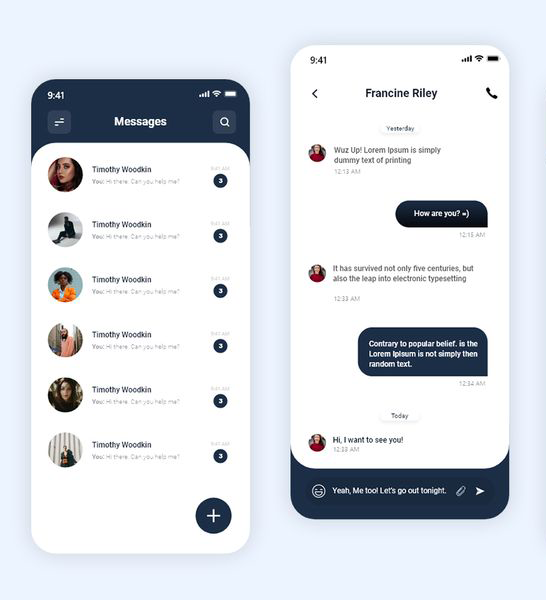 9:41
Messages
Timothy Woodkin
9:41 AM
You: Hi there. Can you help me?
3
Timothy Woodkin
9:41 AM
You: Hi there. Can you help me?
3
Timothy Woodkin
9:41 AM
You: Hi there. Can you help me?
3
Timothy Woodkin
9:41 AM
You: Hi there. Can you help me?
3
Timothy Woodkin
9:41 AM
You: Hi there. Can you help me?
3
Timothy Woodkin
9:41 AM
You: Hi there. Can you help me?
3
9:41
Francine Riley
Yesterday
Wuz Up! Lorem Ipsum is simply
dummy text of printing
12:13 AM
How are you? =)
12:15 AM
It has survived not only five centuries, but
also the leap into electronic typesetting
12:33 AM
Contrary to popular belief. is the
Lorem Ipsum is not simply then
random text.
12:34 AM
Today
Hi, I want to see you!
12:33 AM
Yeah, Me too! Let's go out tonight.